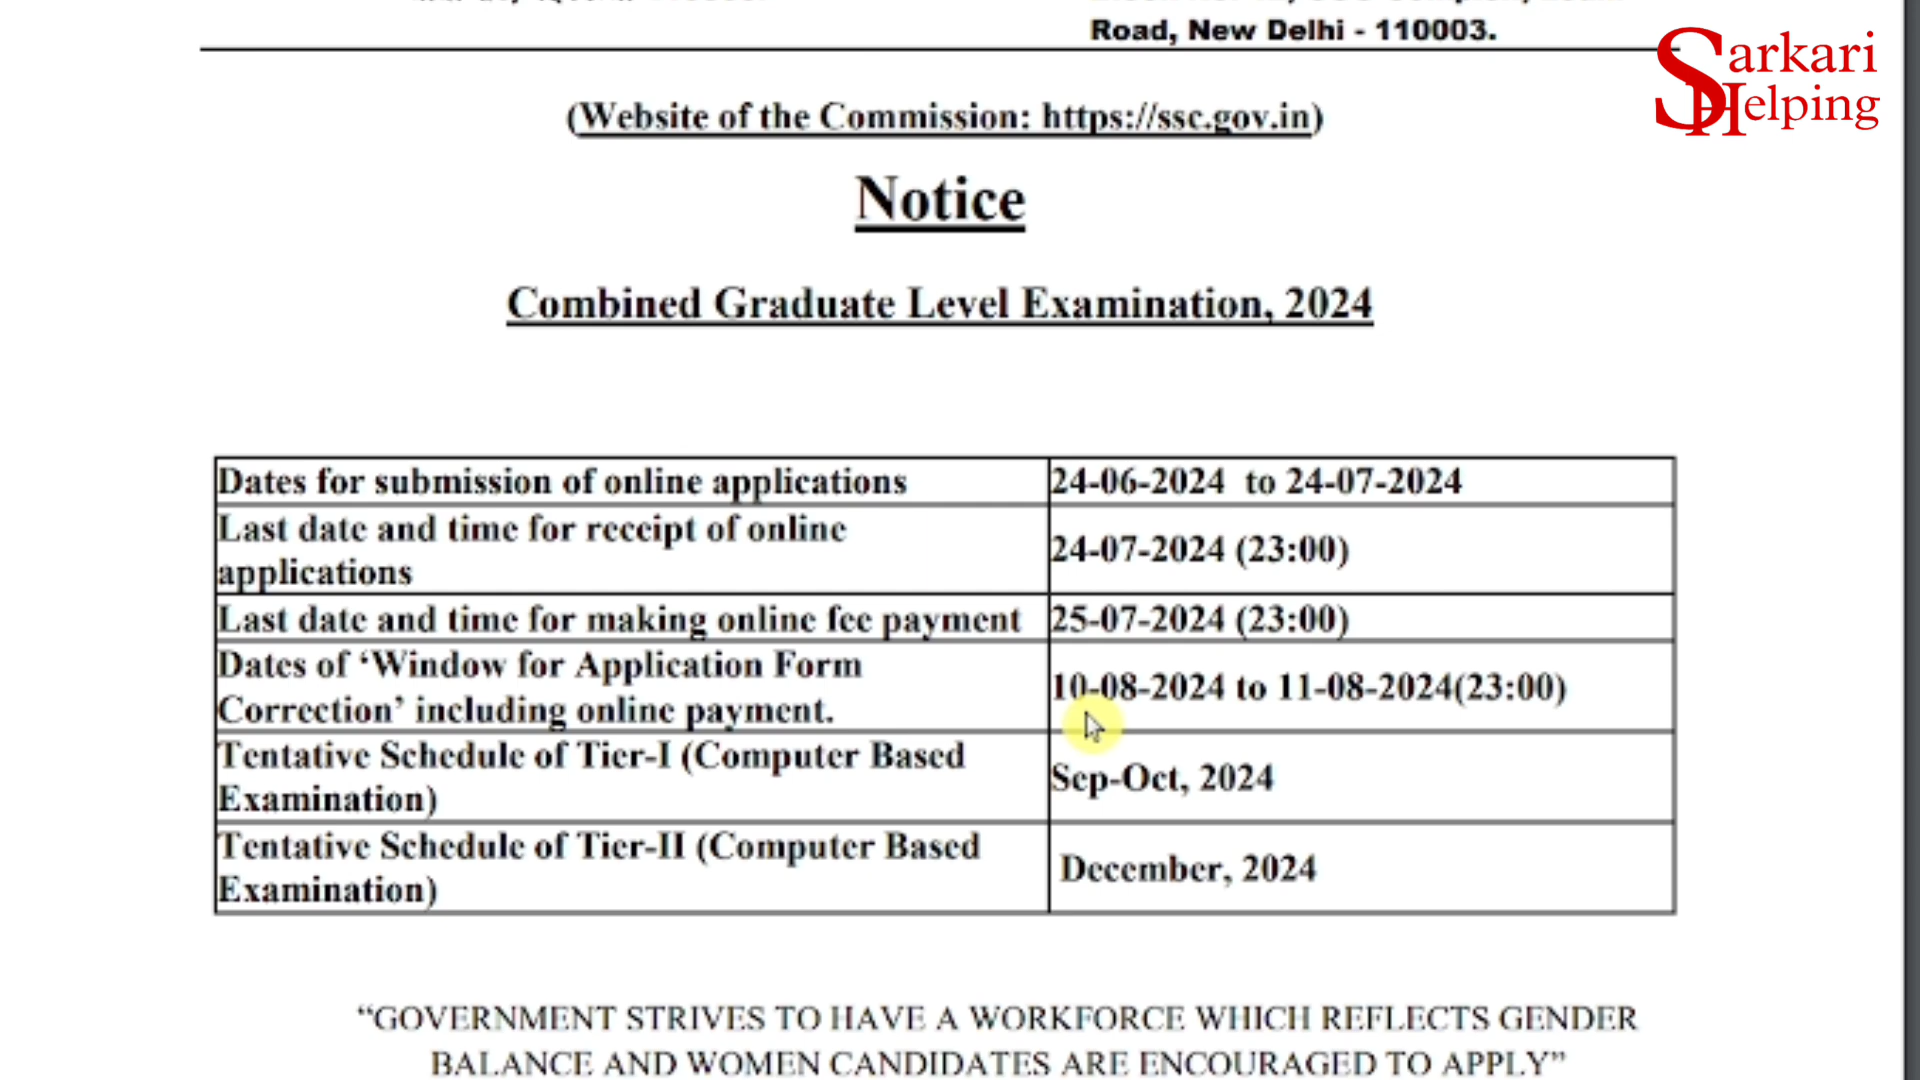 Road, New Delhi - 110003.
Sarkari
Helping
(Website of the Commission: https://ssc.gov.in)
Notice
Combined Graduate Level Examination, 2024
Dates for submission of online applications 24-06-2024 to 24-07-2024
Last date and time for receipt of online
applications 24-07-2024 (23:00)
Last date and time for making online fee payment 25-07-2024 (23:00)
Dates of ‘Window for Application Form
Correction’ including online payment. 10-08-2024 to 11-08-2024(23:00)
Tentative Schedule of Tier-I (Computer Based
Examination) Sep-Oct, 2024
Tentative Schedule of Tier-II (Computer Based
Examination) December, 2024
“GOVERNMENT STRIVES TO HAVE A WORKFORCE WHICH REFLECTS GENDER
BALANCE AND WOMEN CANDIDATES ARE ENCOURAGED TO APPLY”